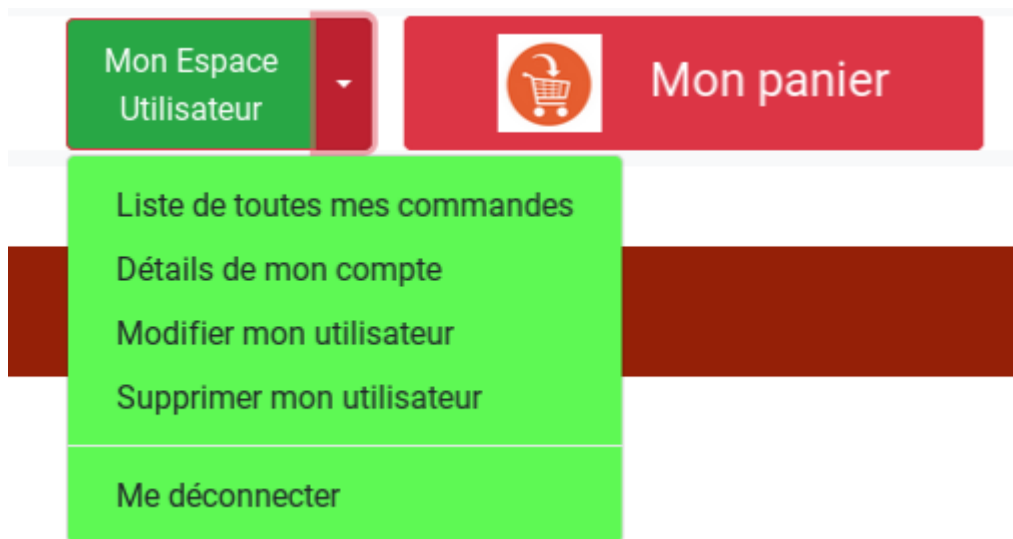 Mon Espace
Utilisateur
Mon panier
Liste de toutes mes commandes
Détails de mon compte
Modifier mon utilisateur
Supprimer mon utilisateur
Me déconnecter